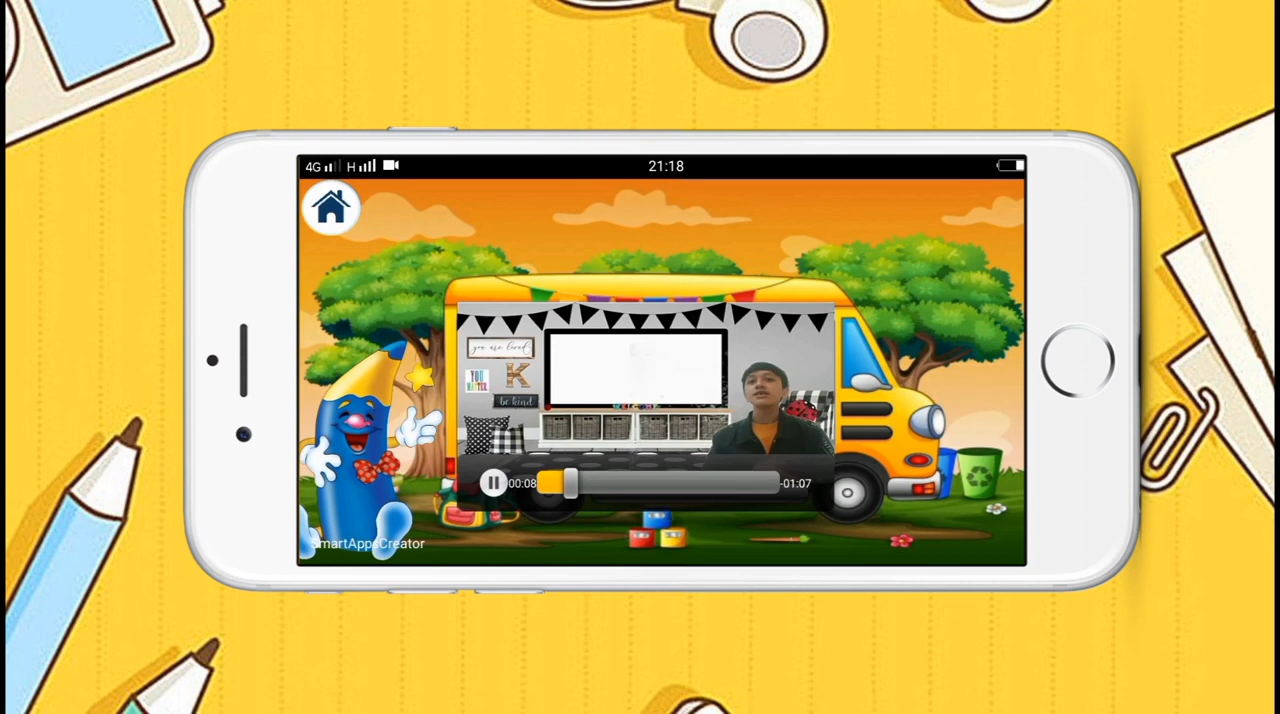 4G H 21:18
you are loved
K
YOU
MATTER
be kind
00:08 -01:07
SmartAppsCreator